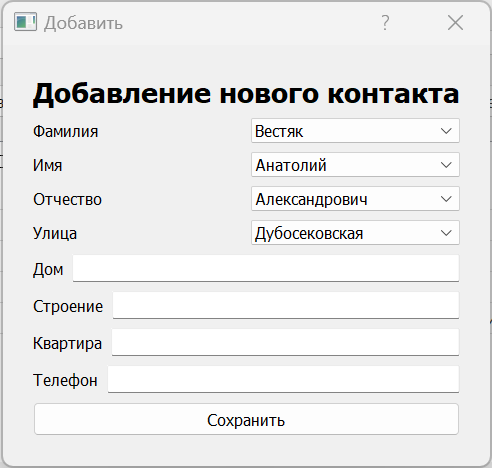 Добавить ?
Добавление нового контакта
Фамилия Вестяк
Имя Анатолий
Отчество Александрович
Улица Дубосековская
Дом
Строение
Квартира
Телефон
Сохранить